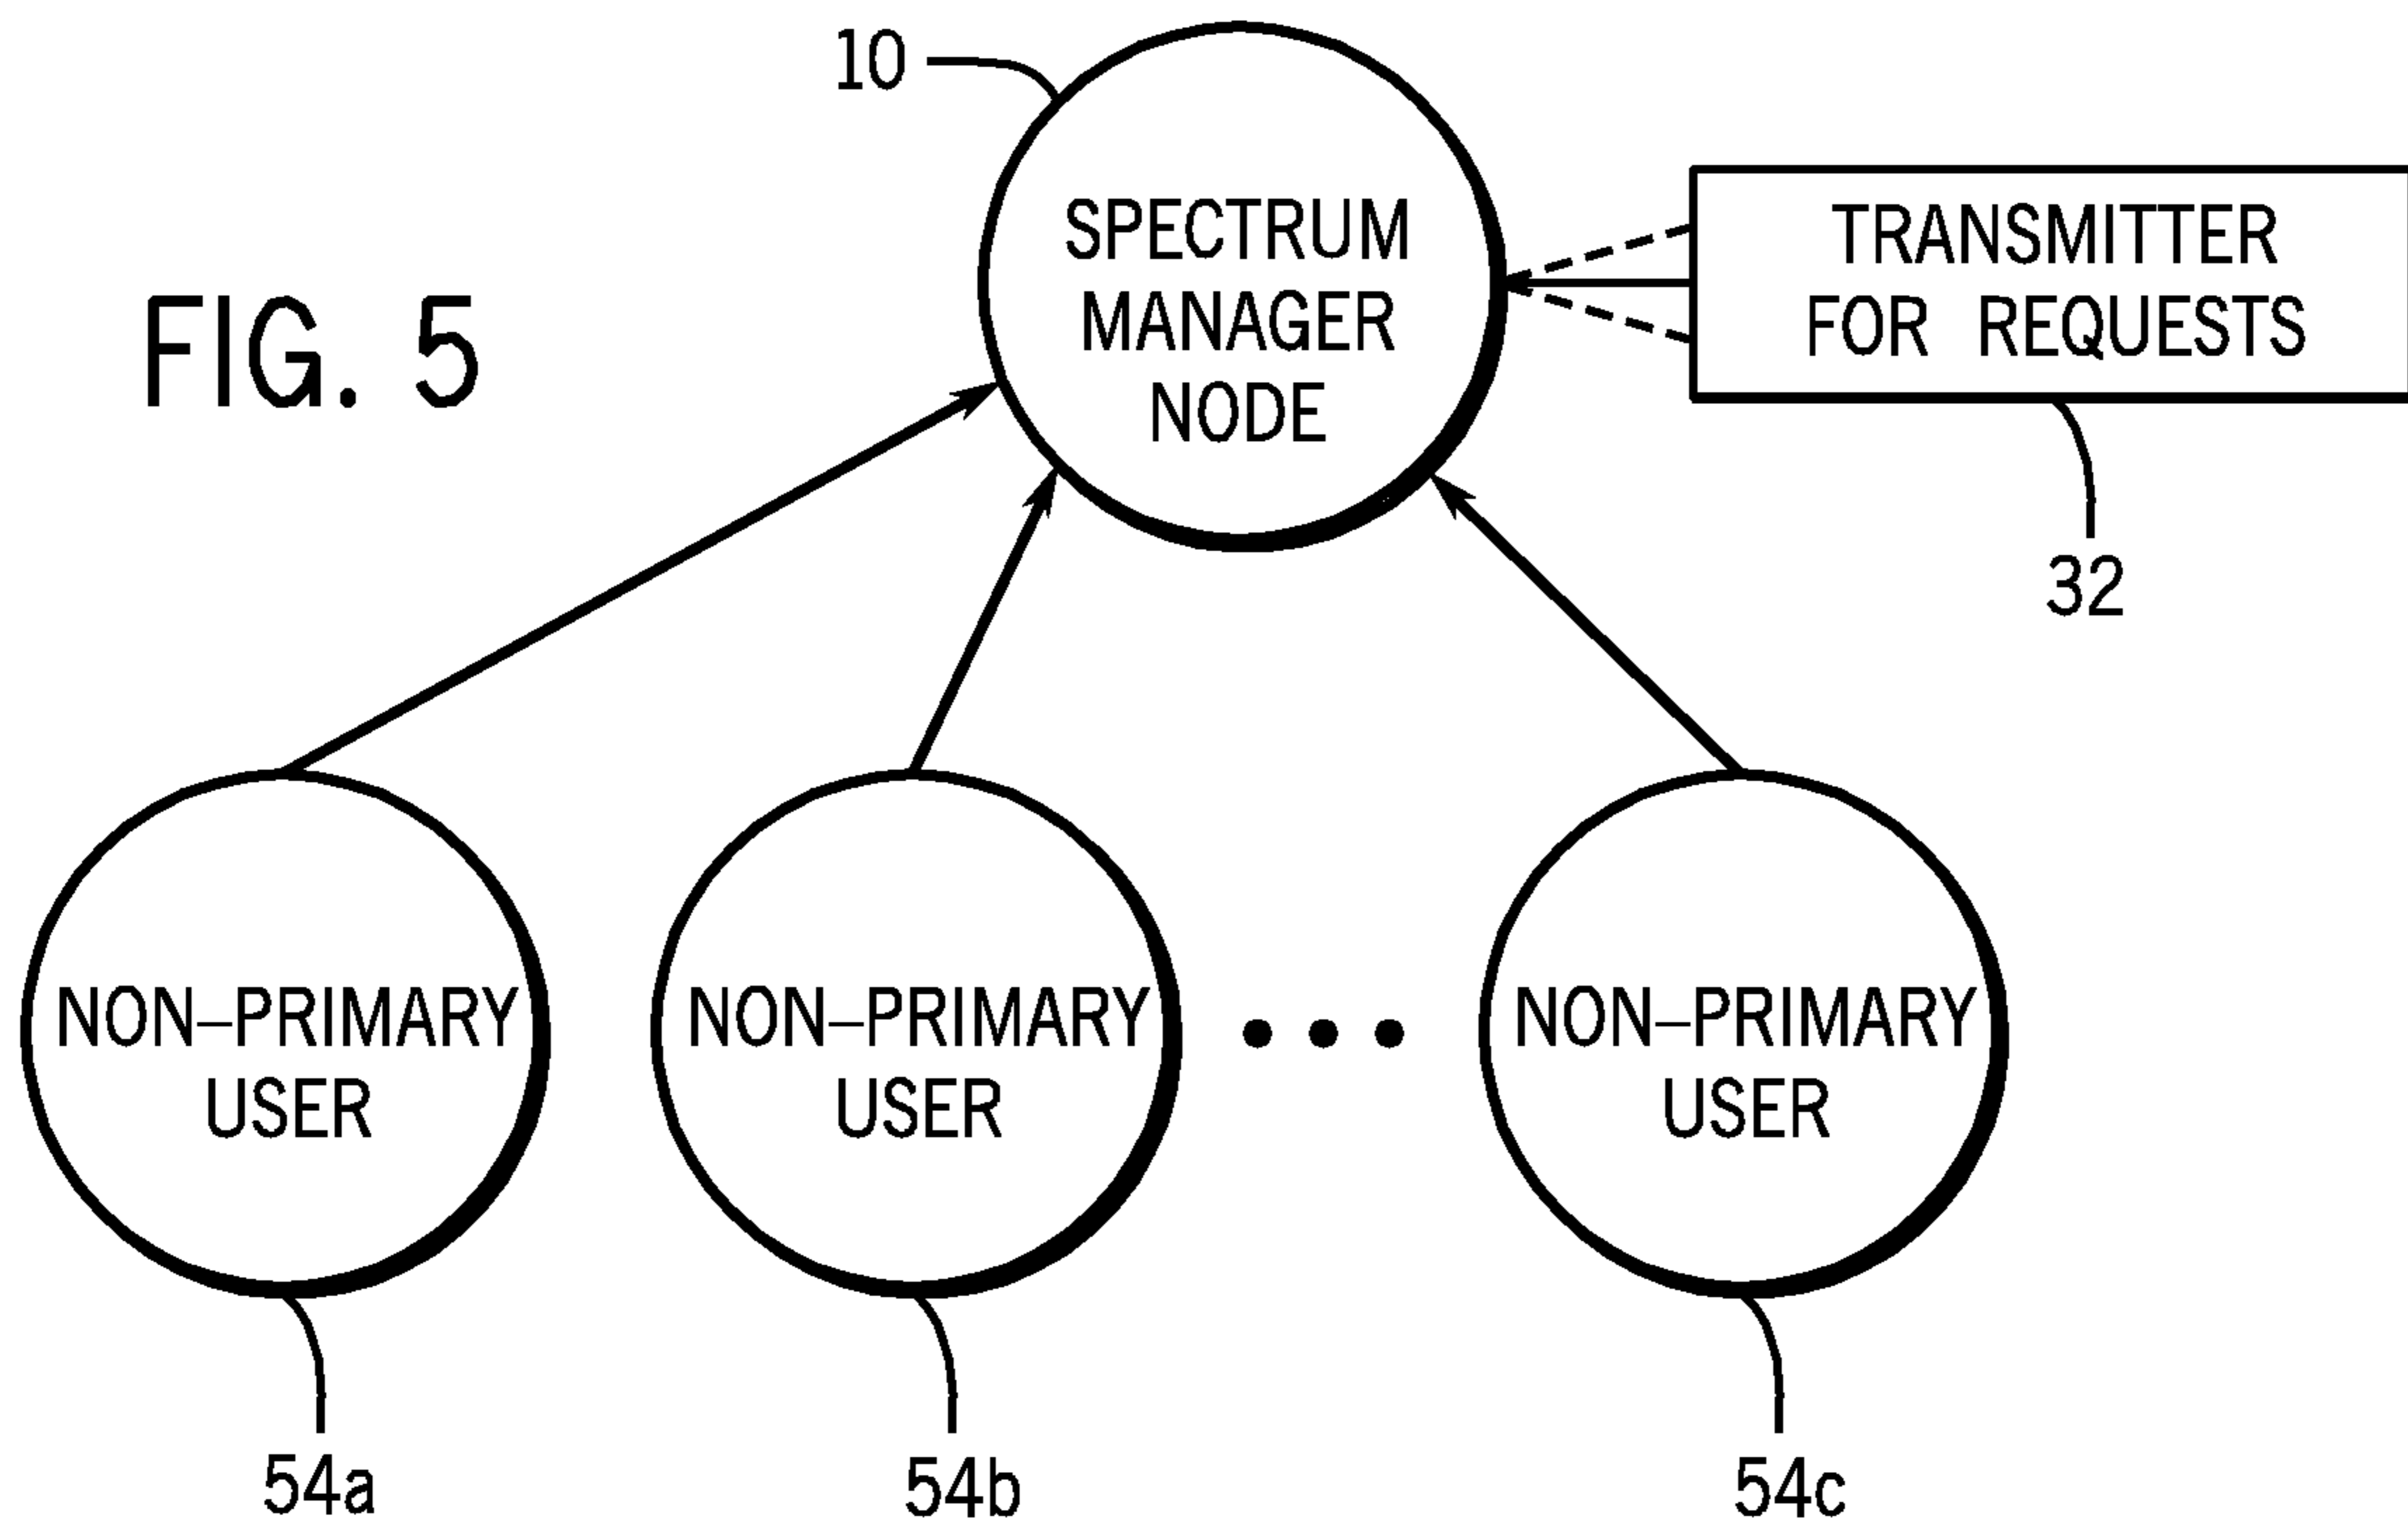 10
SPECTRUM
MANAGER
NODE
TRANSMITTER
FOR REQUESTS
32
FIG. 5
NON–PRIMARY
USER
NON–PRIMARY
USER
NON–PRIMARY
USER
54a
54b
54c